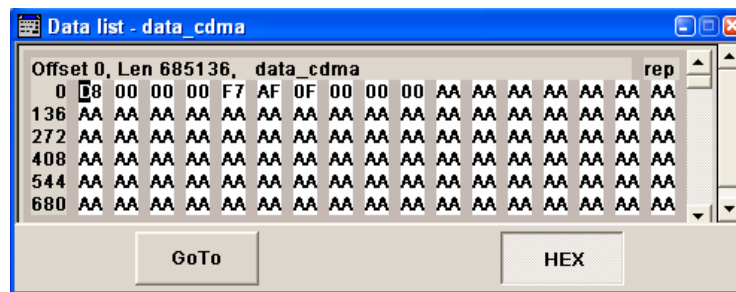 Data list - data_cdma
Offset 0, Len 685136, data_cdma rep
0 D8 00 00 00 F7 AF 0F 00 00 00 AA AA AA AA AA AA AA
136 AA AA AA AA AA AA AA AA AA AA AA AA AA AA AA AA AA
272 AA AA AA AA AA AA AA AA AA AA AA AA AA AA AA AA AA
408 AA AA AA AA AA AA AA AA AA AA AA AA AA AA AA AA AA
544 AA AA AA AA AA AA AA AA AA AA AA AA AA AA AA AA AA
680 AA AA AA AA AA AA AA AA AA AA AA AA AA AA AA AA AA
GoTo HEX